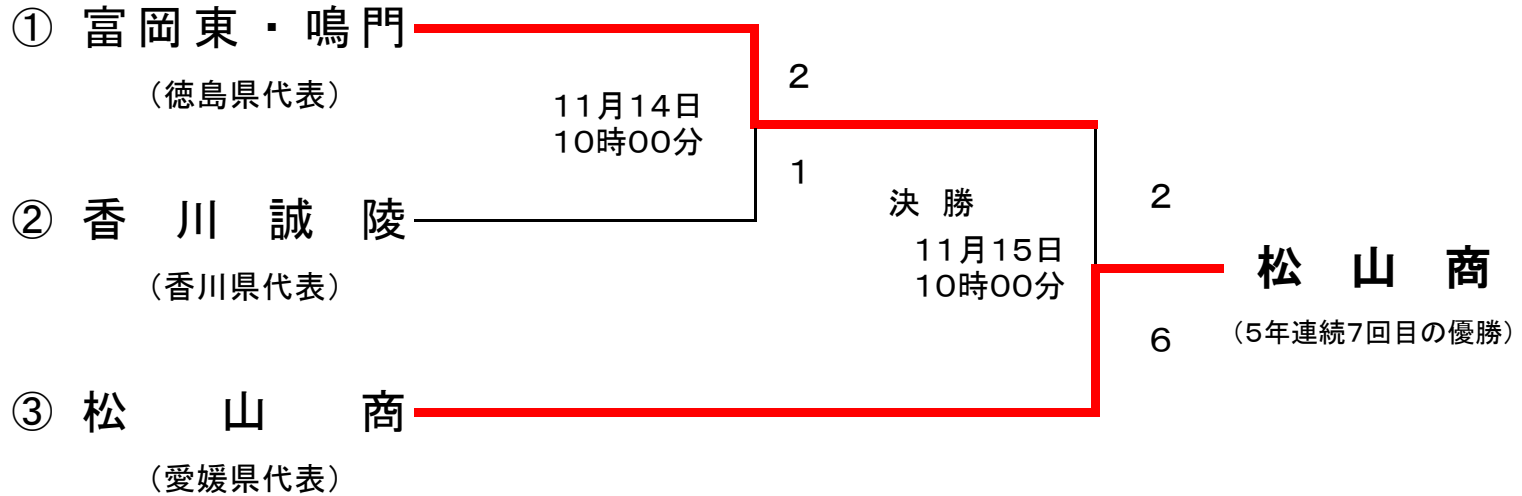 ① 富岡東・鳴門
（徳島県代表）
2
11月14日
10時00分
1
② 香川誠陵
（香川県代表）
決勝
11月15日
10時00分
2
松山商
（5年連続7回目の優勝）
6
③ 松山商
（愛媛県代表）